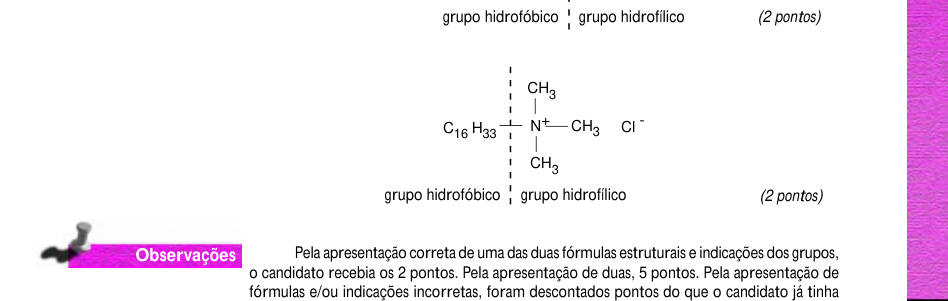 grupo hidrofóbico grupo hidrofílico (2 pontos)
CH3
C16 H33 N+ CH3 Cl -
CH3
grupo hidrofóbico grupo hidrofílico (2 pontos)
Observações
Pela apresentação correta de uma das duas fórmulas estruturais e indicações dos grupos,
o candidato recebia os 2 pontos. Pela apresentação de duas, 5 pontos. Pela apresentação de
fórmulas e/ou indicações incorretas, foram descontados pontos do que o candidato já tinha